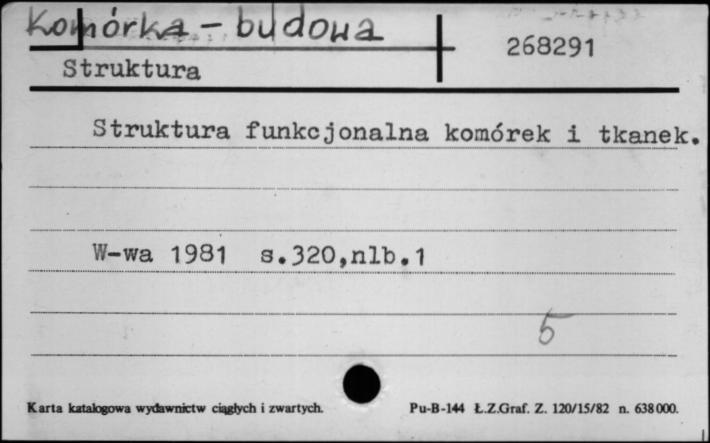 Komórka - budowa
268291
Struktura
Struktura funkcjonalna komórek i tkanek.
W-wa 1981 s.320,nlb.1
5
Karta katalogowa wydawnictw ciągłych i zwartych. Pu-B-144 Ł.Z.Graf. Z. 120/15/82 n. 638000.